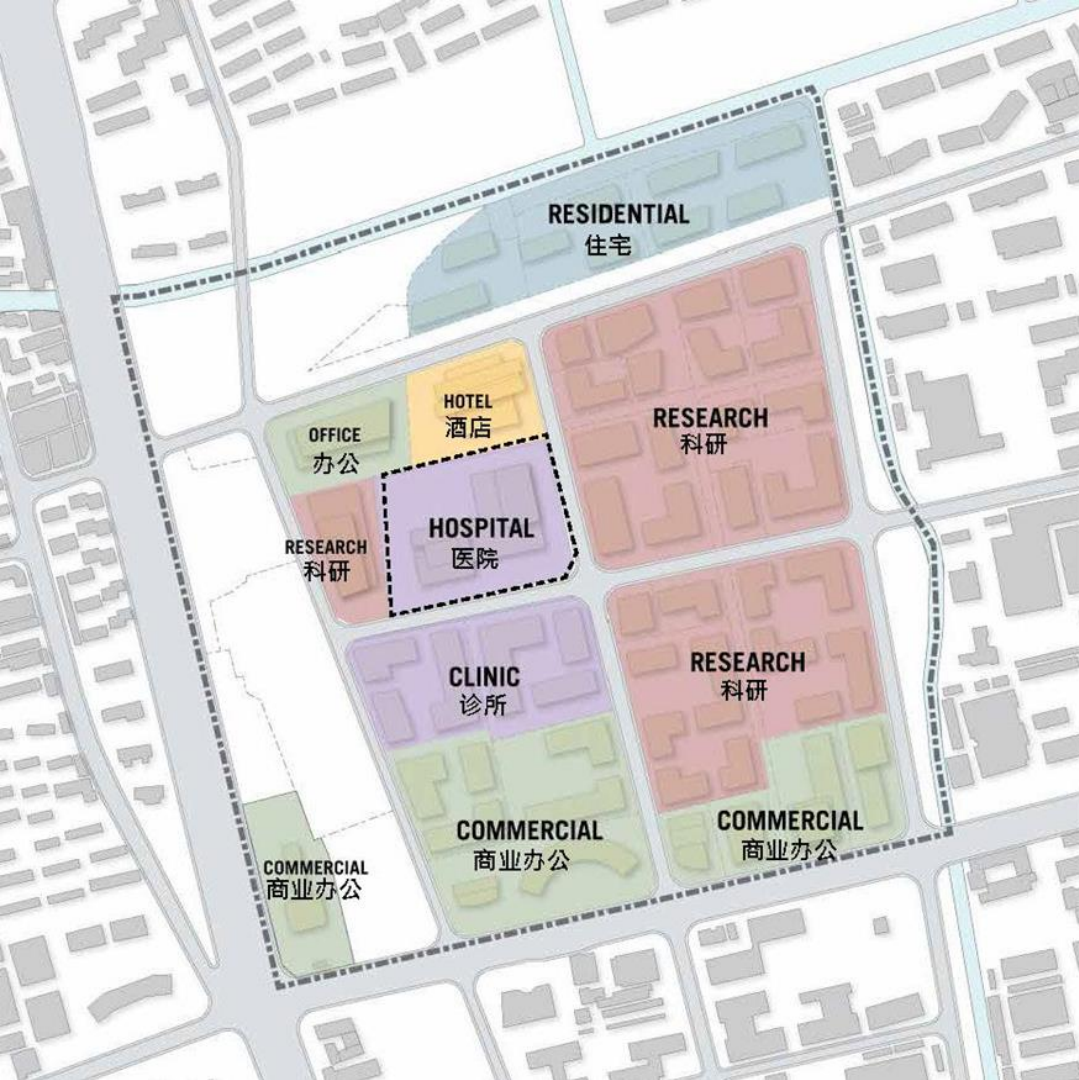 RESIDENTIAL
住宅
HOTEL
酒店
RESEARCH
科研
OFFICE
办公
HOSPITAL
医院
RESEARCH
科研
CLINIC
诊所
RESEARCH
科研
COMMERCIAL
商业办公
COMMERCIAL
商业办公
COMMERCIAL
商业办公